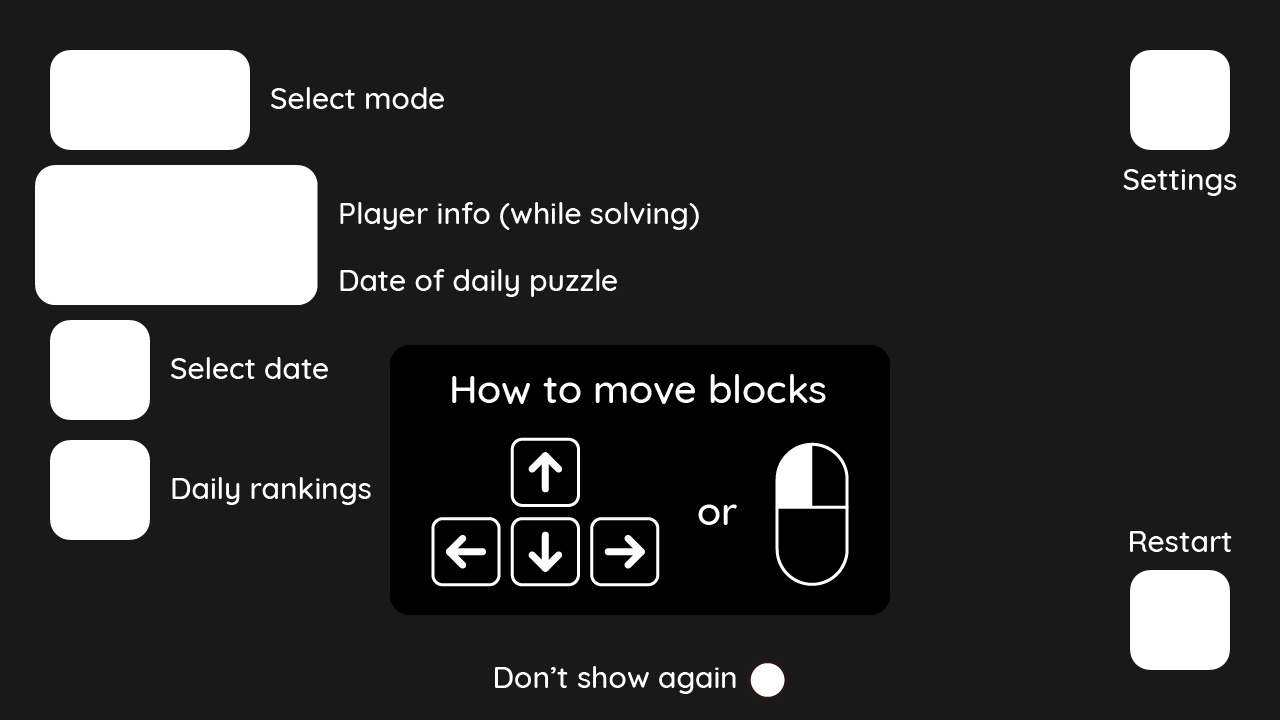 Select mode
Settings
Player info (while solving)
Date of daily puzzle
Select date
How to move blocks
Daily rankings
or
Restart
Don’t show again